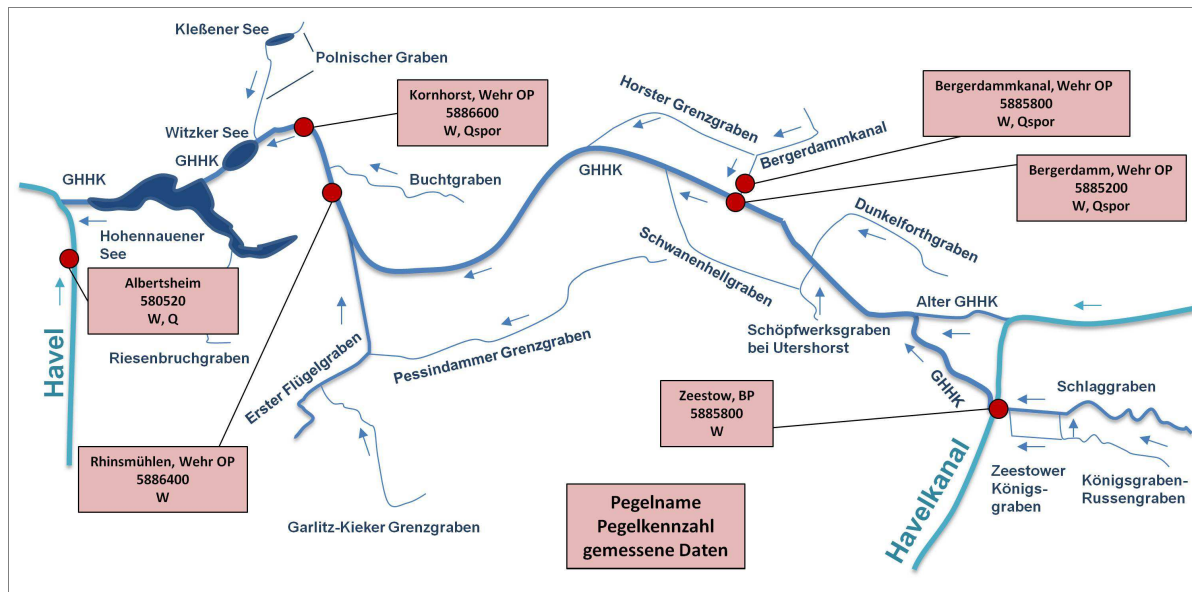 Kleßener See
Polnischer Graben
Kornhorst, Wehr OP
5886600
W, Qspor
Witzker See
GHHK
GHHK
Buchtgraben
Hohennauener
See
Albertsheim
580520
W, Q
Havel
Riesenbruchgraben
Rhinsmühlen, Wehr OP
5886400
W
Erster Flügelgraben
Pessindammer Grenzgraben
Garlitz-Kieker Grenzgraben
Horster Grenzgraben
Bergerdammkanal
GHHK
Bergerdammkanal, Wehr OP
5885800
W, Qspor
Bergerdamm, Wehr OP
5885200
W, Qspor
Dunkelforthgraben
Schwanenhellgraben
Schöpfwerksgraben
bei Utershorst
Alter GHHK
GHHK
Zeestow, BP
5885800
W
Schlaggraben
Zeestower
Königs-
graben
Königsgraben-
Russengraben
Havelkanal
Pegelname
Pegelkennzahl
gemessene Daten